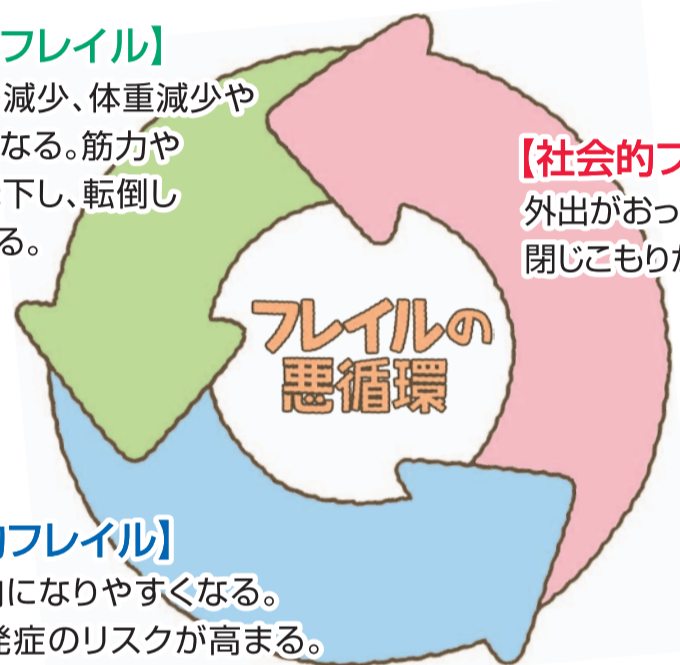 フレイル】
減少、体重減少や
なる。筋力や
下し、転倒し
る。
【社会的フ
外出がおっ
閉じこもり
フレイルの
悪循環
的フレイル】
になりやすくなる。
発症のリスクが高まる。